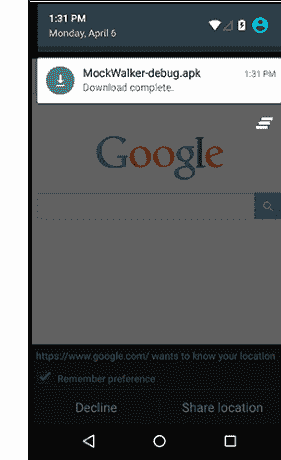 1:31 PM
Monday, April 6
MockWalker-debug.apk 1:31 PM
Download complete.
Google
https://www.google.com/ wants to know your location
Remember preference
Decline Share location